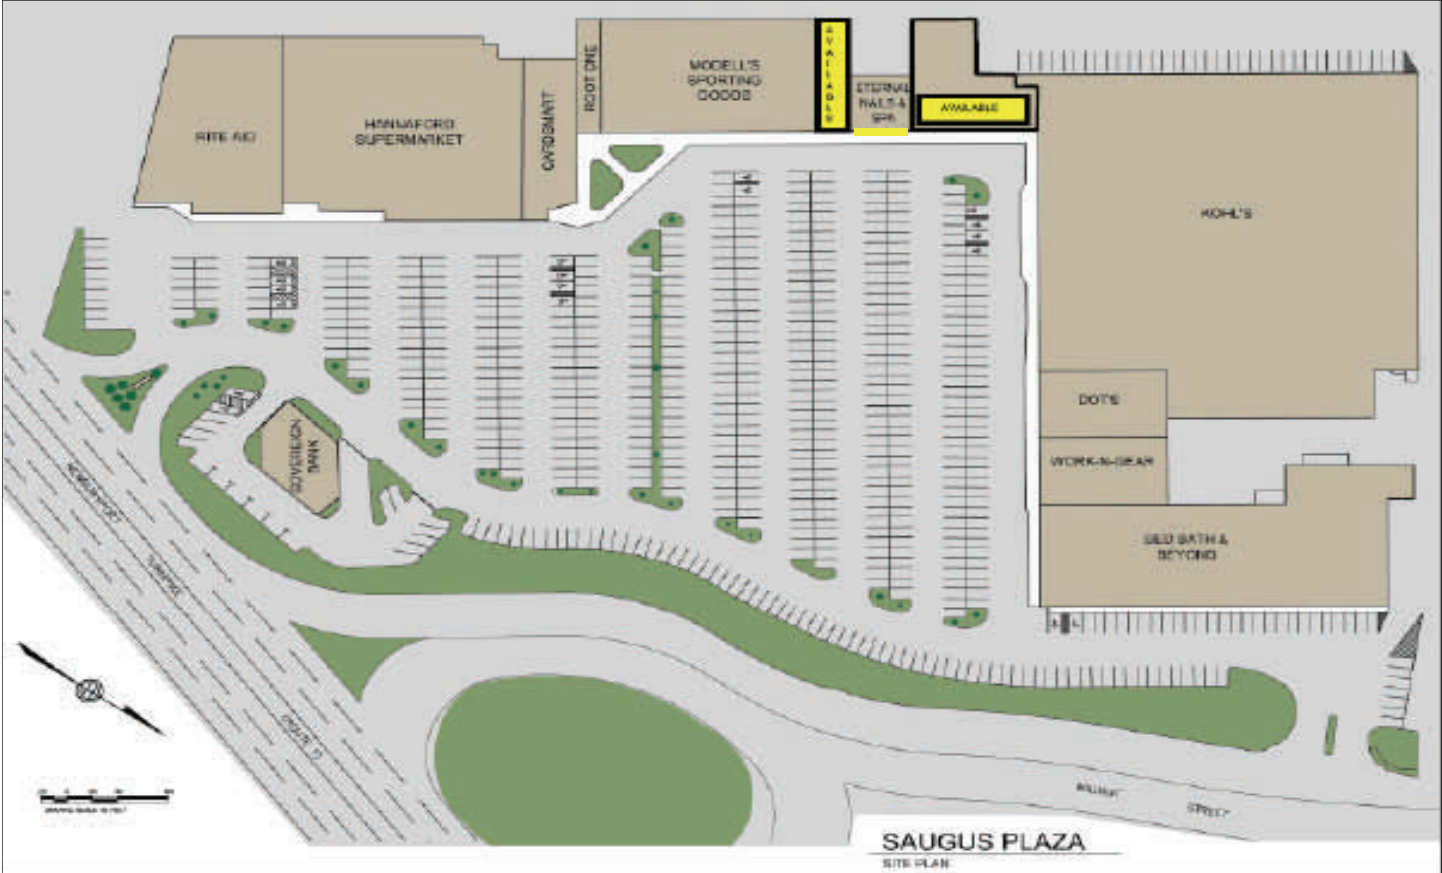 RITE AID
HANNAFORD
SUPERMARKET
CARDSMART
ROOT ONE
MODELL'S
SPORTING
GOODS
AVAILABLE
ETERNAL
NAILS &
SPA
AVAILABLE
KOHL'S
DOTS
WORK-N-GEAR
BED BATH &
BEYOND
SOVEREIGN
BANK
NEWBURYPORT
TURNPIKE
ROUTE
WALNUT
STREET
SAUGUS PLAZA
SITE PLAN